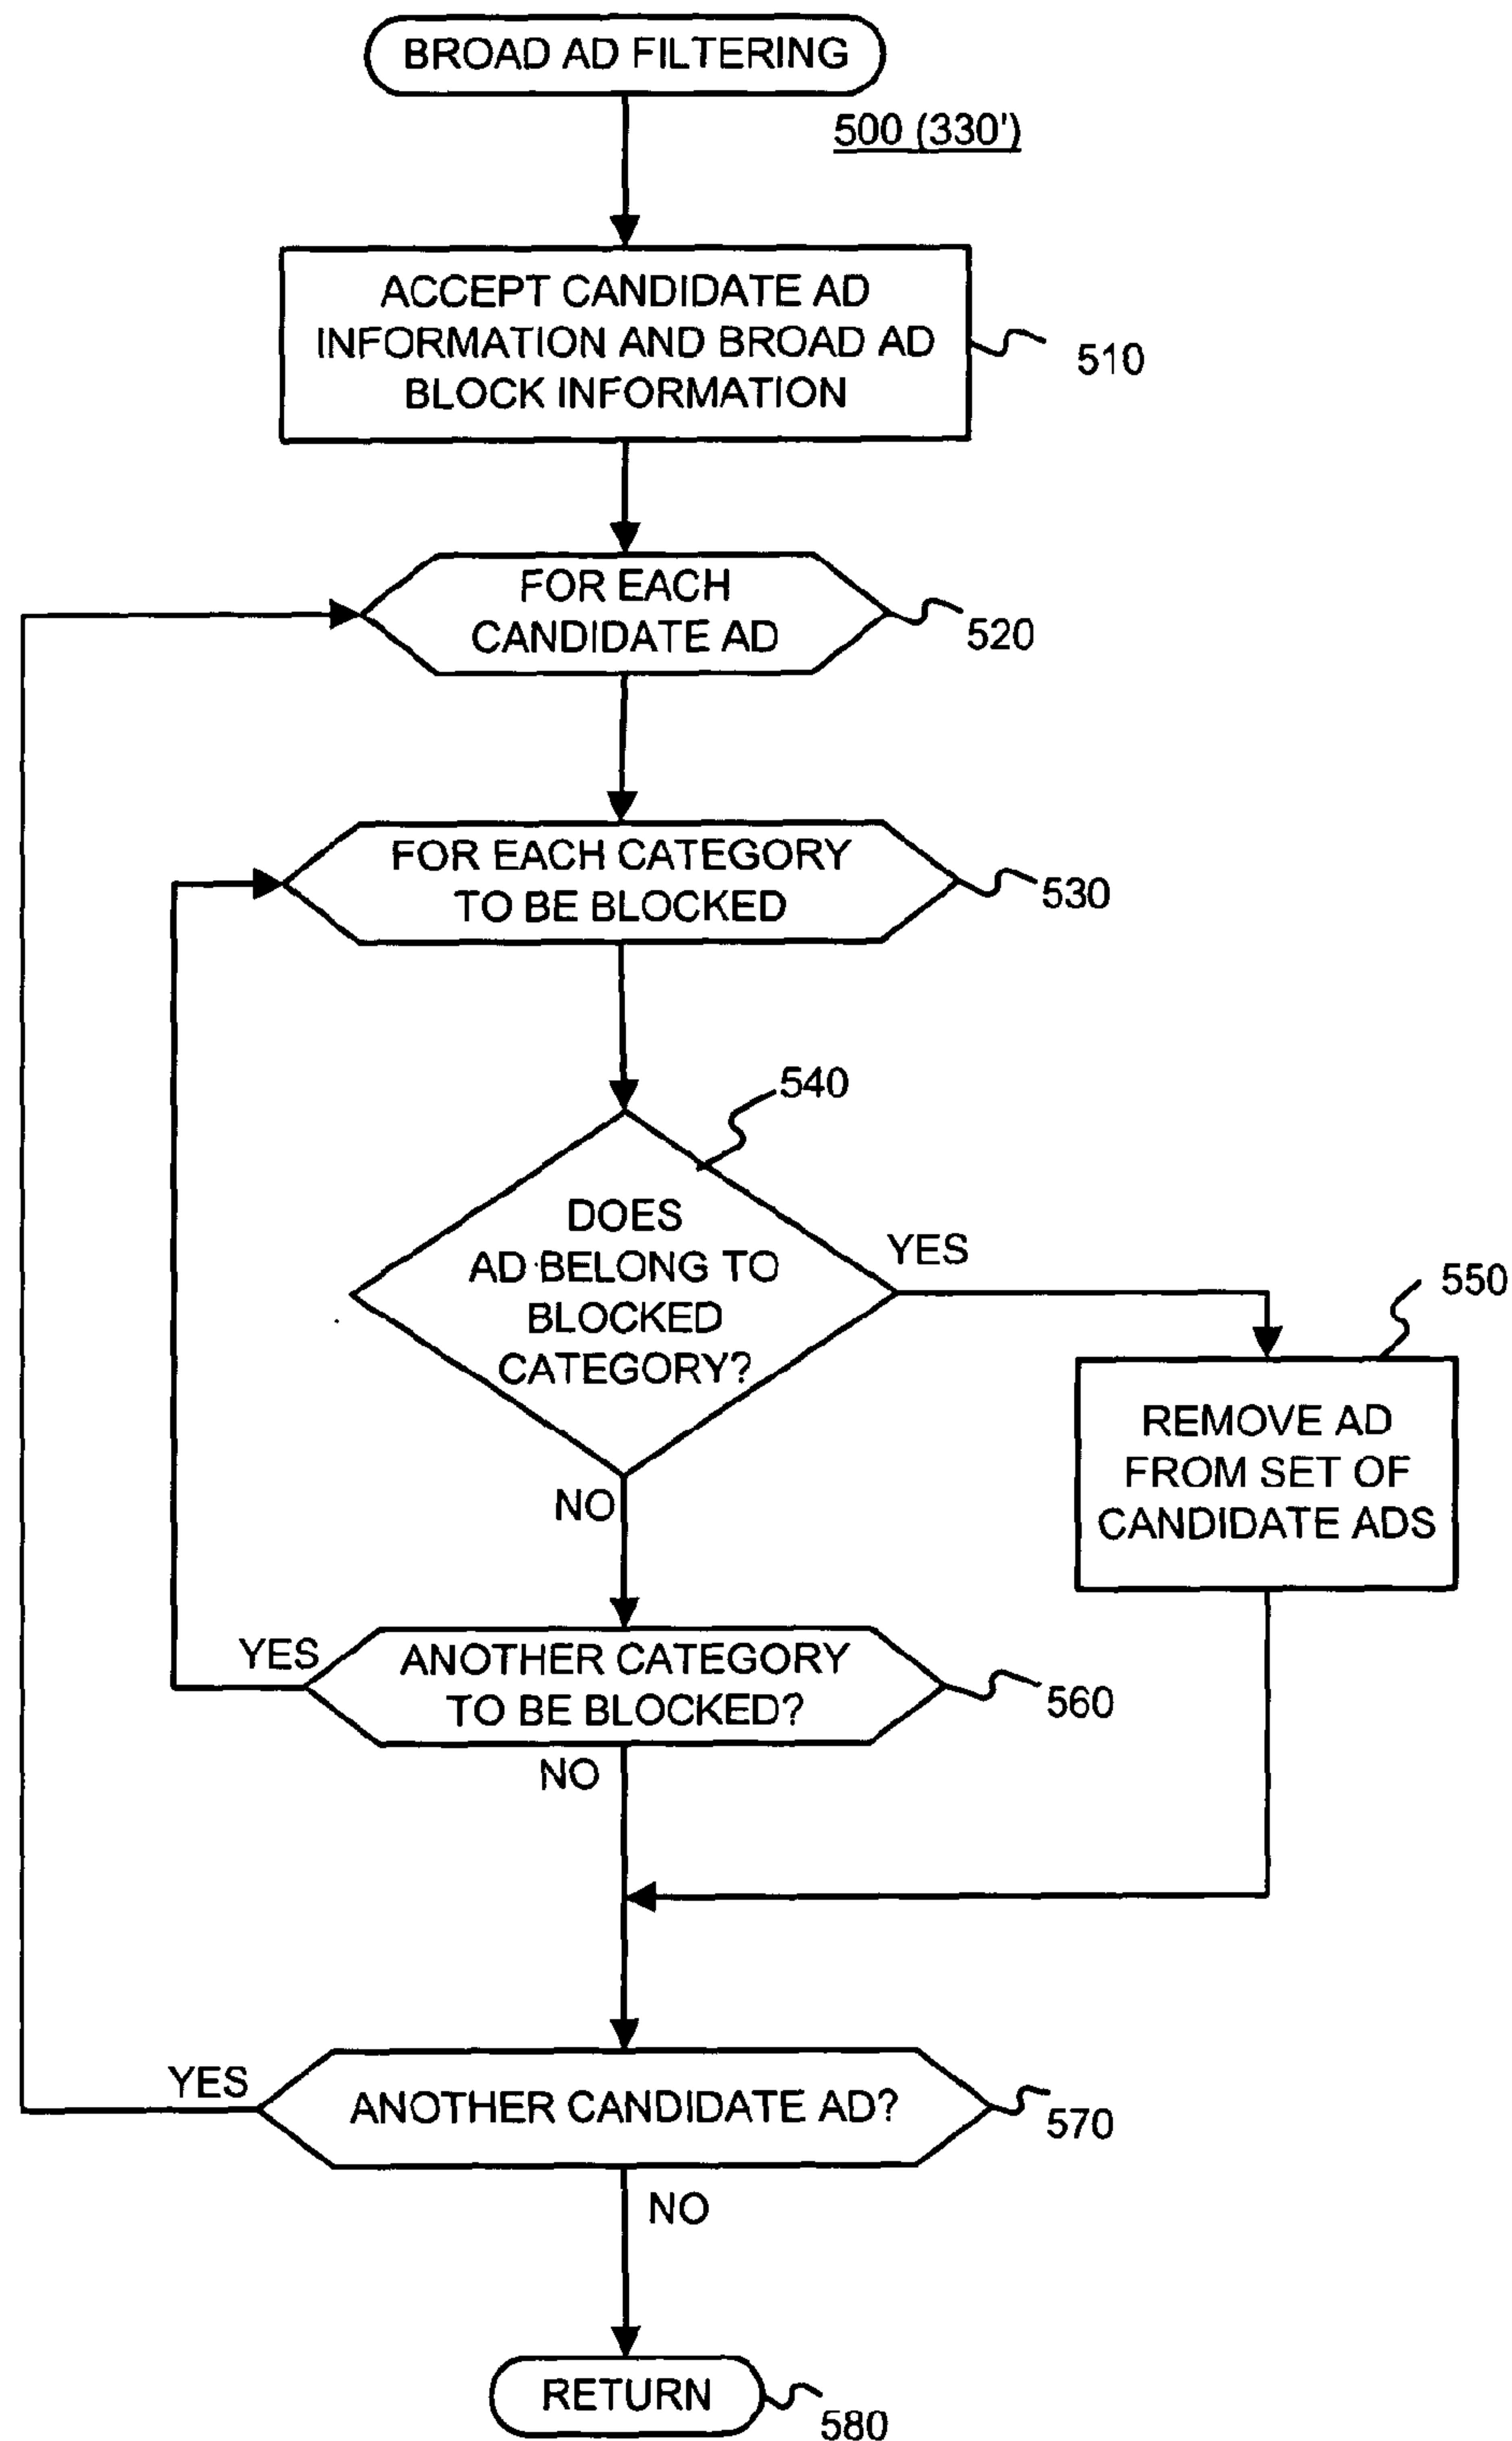 BROAD AD FILTERING
500 (330')
ACCEPT CANDIDATE AD
INFORMATION AND BROAD AD
BLOCK INFORMATION
510
FOR EACH
CANDIDATE AD
520
FOR EACH CATEGORY
TO BE BLOCKED
530
540
DOES
AD BELONG TO
BLOCKED
CATEGORY?
YES
550
REMOVE AD
FROM SET OF
CANDIDATE ADS
NO
YES
ANOTHER CATEGORY
TO BE BLOCKED?
560
NO
YES
ANOTHER CANDIDATE AD?
570
NO
RETURN
580